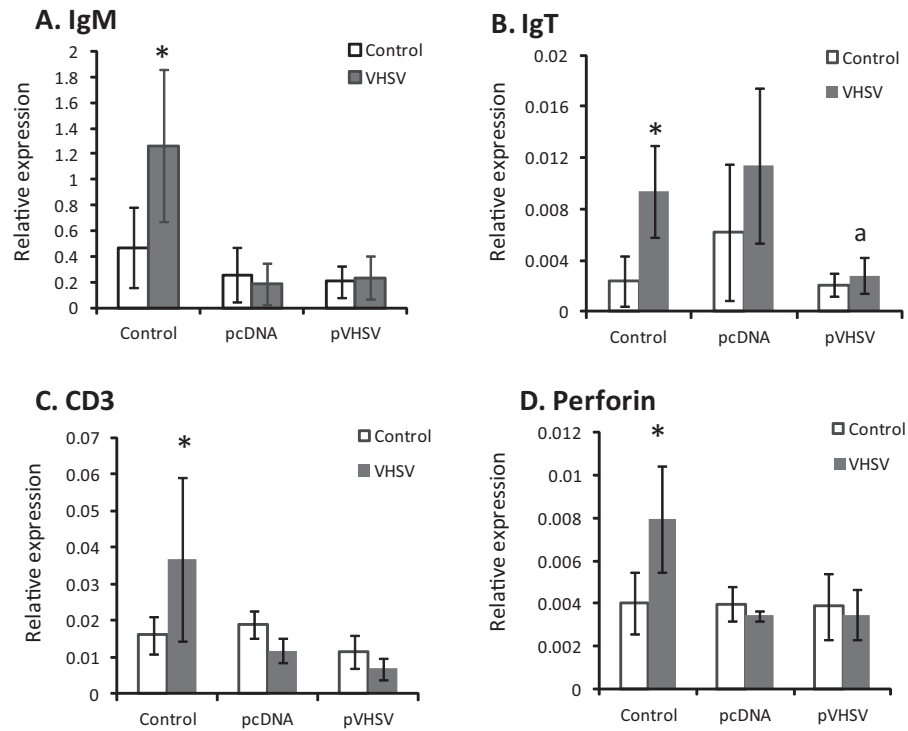 A. IgM
*
Control
VHSV
Relative expression
2
1.8
1.6
1.4
1.2
1
0.8
0.6
0.4
0.2
0
Control pcDNA pVHSV
B. IgT
Control
VHSV
*
a
Relative expression
0.02
0.016
0.012
0.008
0.004
0
Control pcDNA pVHSV
C. CD3
*
Control
VHSV
Relative expression
0.07
0.06
0.05
0.04
0.03
0.02
0.01
0
Control pcDNA pVHSV
D. Perforin
*
Control
VHSV
Relative expression
0.012
0.01
0.008
0.006
0.004
0.002
0
Control pcDNA pVHSV